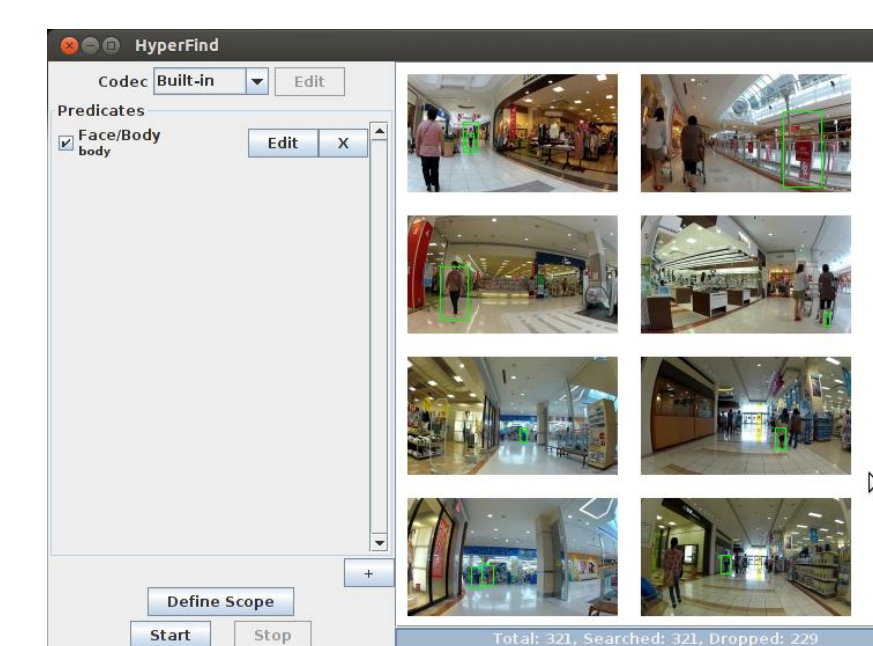 HyperFind
Codec Built-in Edit
Predicates
Face/Body
body
Edit X
+
Define Scope
Start Stop
Total: 321, Searched: 321, Dropped: 229